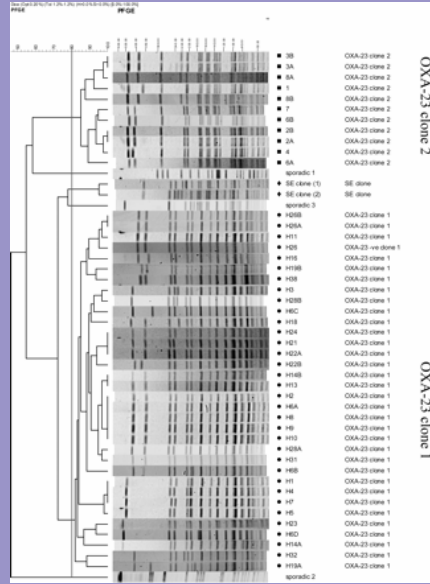 PFGE PFGE
3B OXA-23 clone 2
3A OXA-23 clone 2
8A OXA-23 clone 2
1 OXA-23 clone 2
8B OXA-23 clone 2
7 OXA-23 clone 2
6B OXA-23 clone 2
2B OXA-23 clone 2
2A OXA-23 clone 2
4 OXA-23 clone 2
6A OXA-23 clone 2
sporadic 1
SE clone (1) SE clone
SE clone (2) SE clone
sporadic 3
H26B OXA-23 clone 1
H26A OXA-23 clone 1
H11 OXA-23 clone 1
H26 OXA-23 -ve clone 1
H16 OXA-23 clone 1
H19B OXA-23 clone 1
H38 OXA-23 clone 1
H3 OXA-23 clone 1
H28B OXA-23 clone 1
H6C OXA-23 clone 1
H18 OXA-23 clone 1
H24 OXA-23 clone 1
H21 OXA-23 clone 1
H22A OXA-23 clone 1
H22B OXA-23 clone 1
H14B OXA-23 clone 1
H13 OXA-23 clone 1
H2 OXA-23 clone 1
H6A OXA-23 clone 1
H8 OXA-23 clone 1
H9 OXA-23 clone 1
H10 OXA-23 clone 1
H28A OXA-23 clone 1
H31 OXA-23 clone 1
H6B OXA-23 clone 1
H1 OXA-23 clone 1
H4 OXA-23 clone 1
H7 OXA-23 clone 1
H5 OXA-23 clone 1
H23 OXA-23 clone 1
H6D OXA-23 clone 1
H14A OXA-23 clone 1
H32 OXA-23 clone 1
H19A OXA-23 clone 1
sporadic 2
OXA-23 clone 2
OXA-23 clone 1